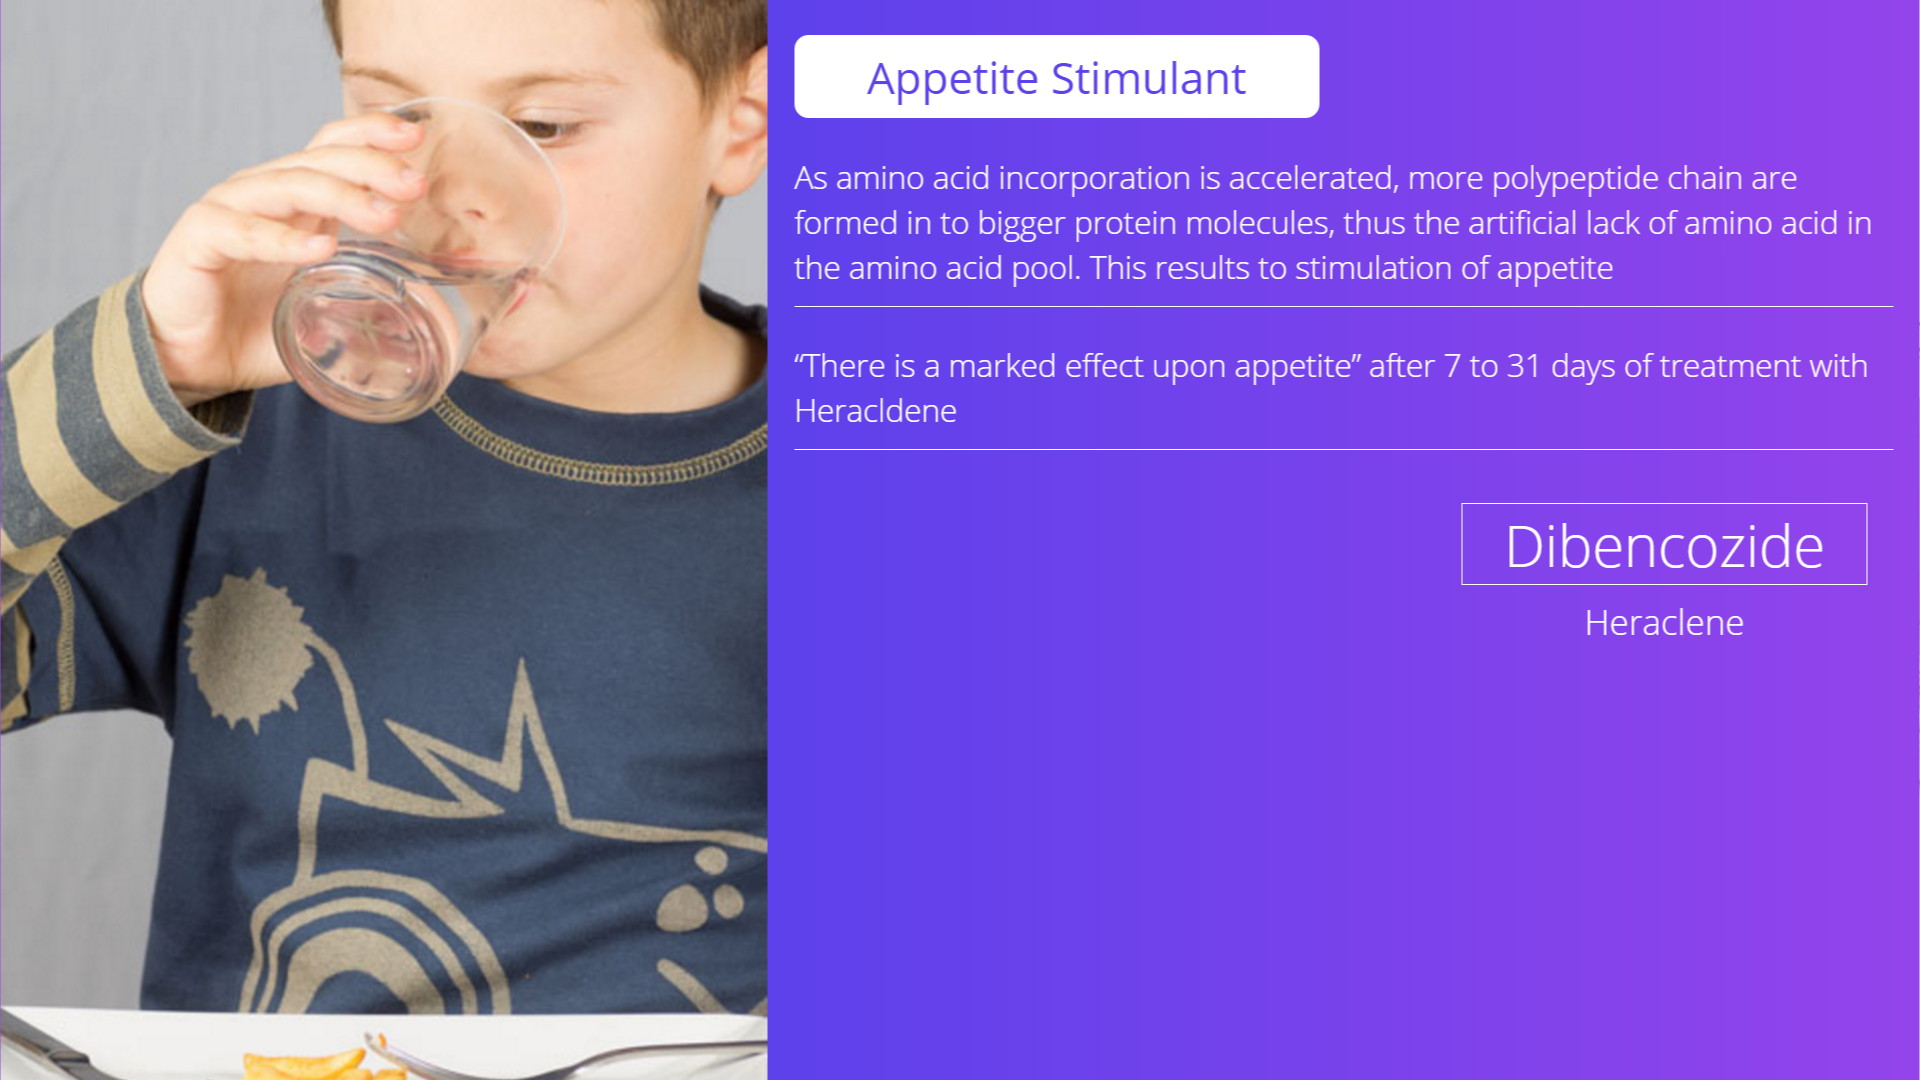 Appetite Stimulant
As amino acid incorporation is accelerated, more polypeptide chain are
formed in to bigger protein molecules, thus the artificial lack of amino acid in
the amino acid pool. This results to stimulation of appetite
“There is a marked effect upon appetite” after 7 to 31 days of treatment with
Heracldene
Dibencozide
Heraclene